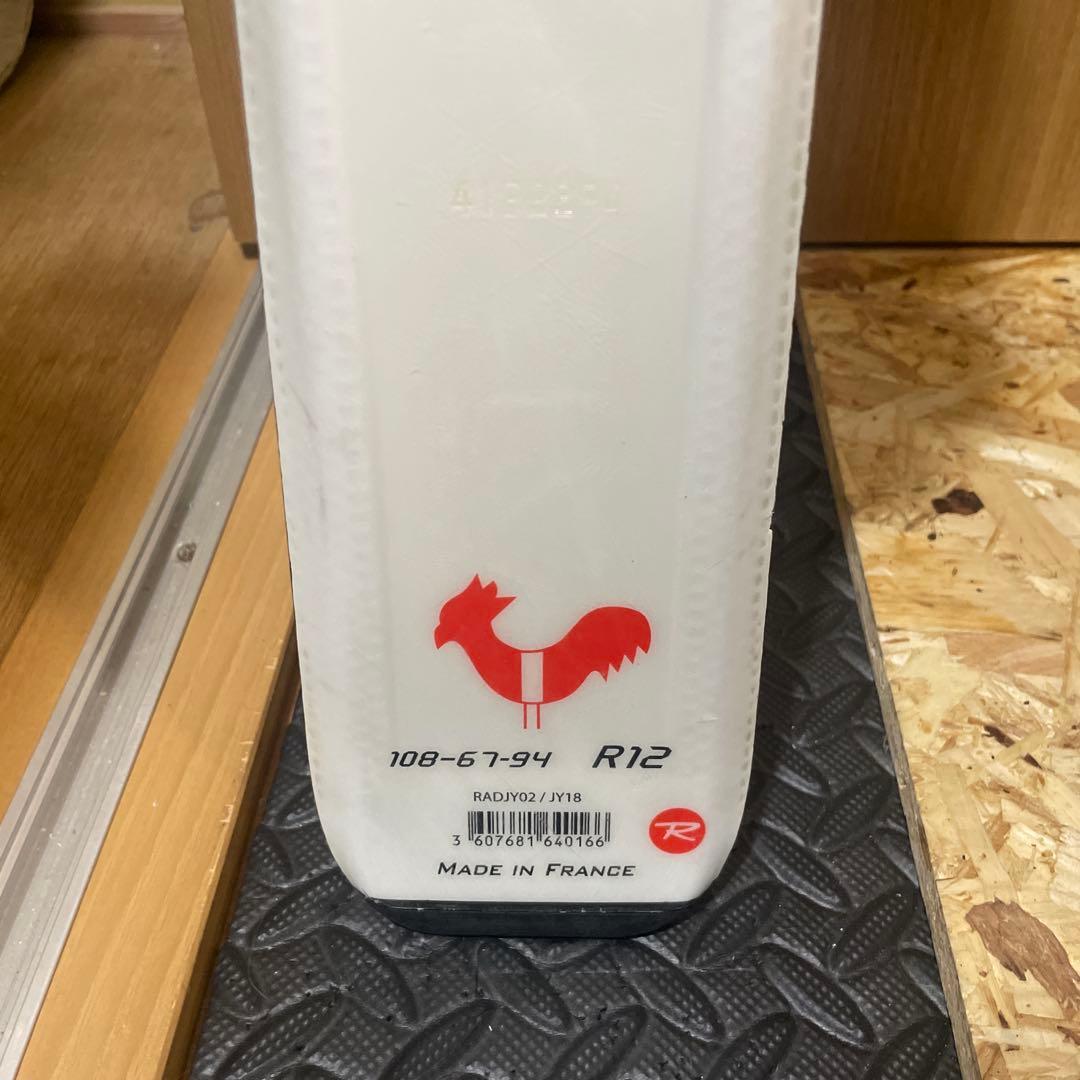 108-67-94 R12
RADJY02 / JY18
3 607681 640166
R
MADE IN FRANCE